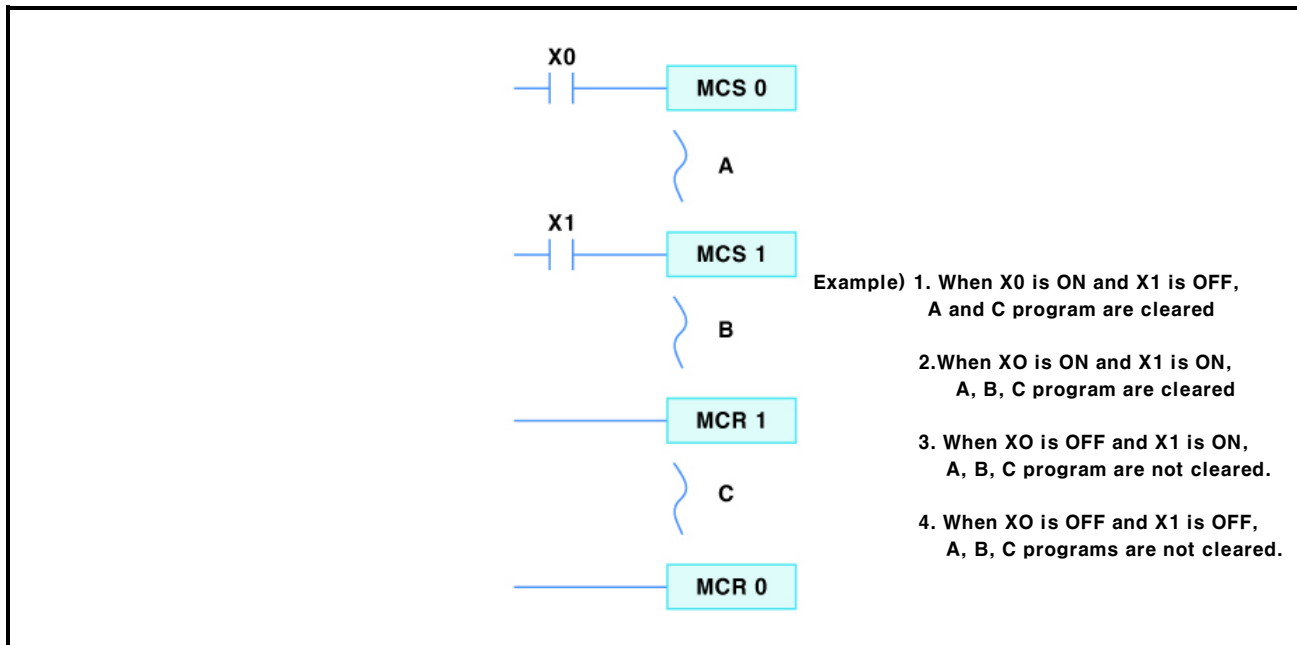 X0
MCS 0
A
X1
MCS 1
Example) 1. When X0 is ON and X1 is OFF,
A and C program are cleared
B
2.When XO is ON and X1 is ON,
A, B, C program are cleared
MCR 1
3. When XO is OFF and X1 is ON,
A, B, C program are not cleared.
C
4. When XO is OFF and X1 is OFF,
A, B, C programs are not cleared.
MCR 0